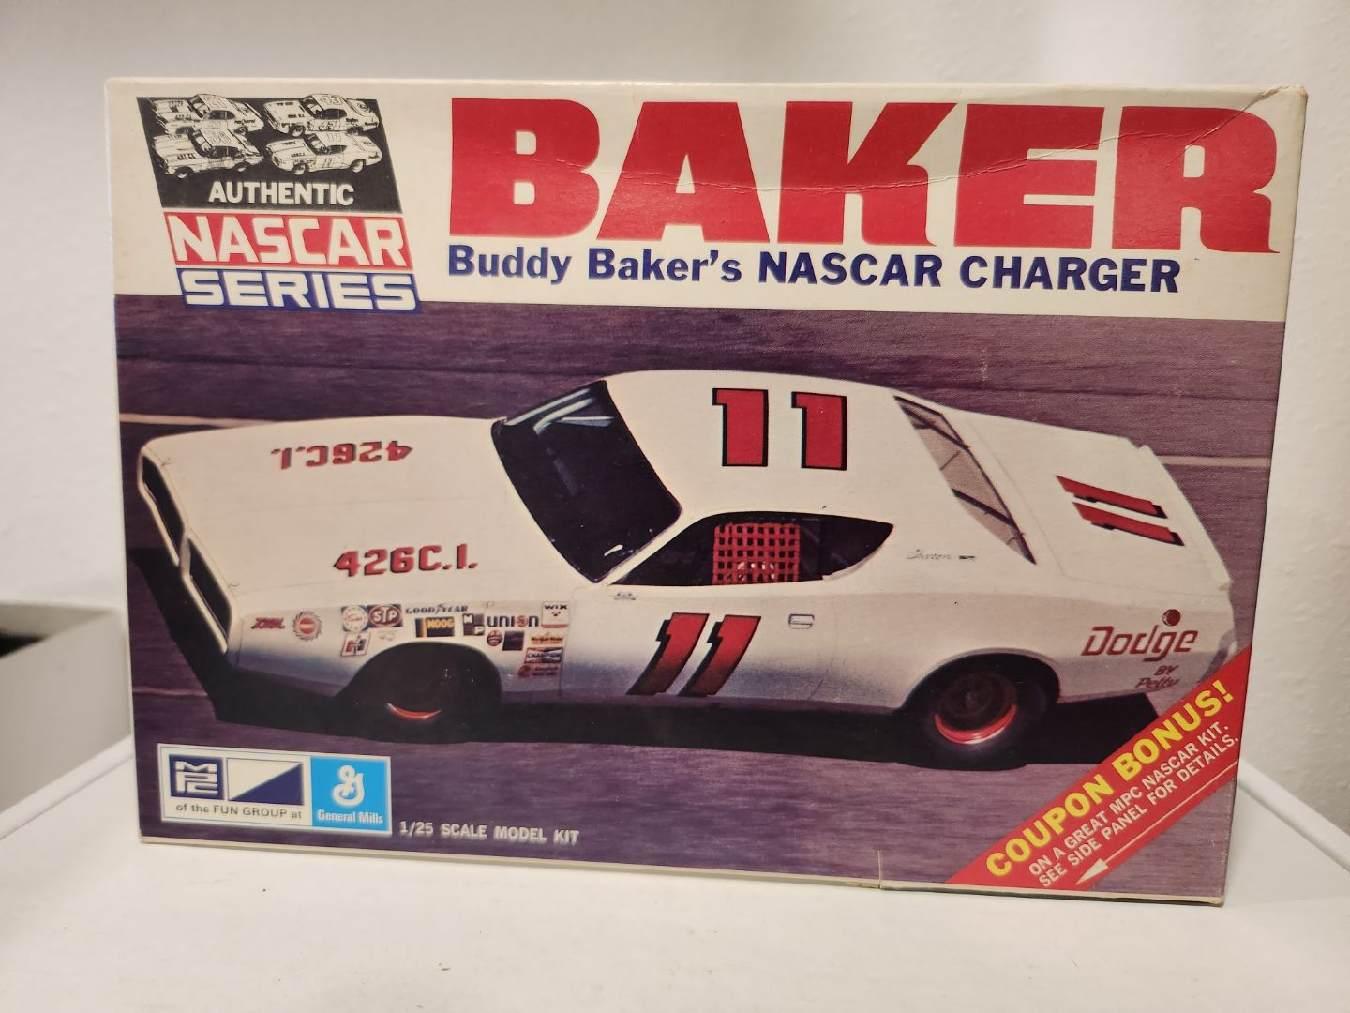 BAKER
AUTHENTIC
NASCAR
SERIES
Buddy Baker's NASCAR CHARGER
11
426C.I.
11
426C.I.
GOODYEAR
STP
MOOG
UNION
WIX
CHAMPION
11
Dodge
BY
Petty
COUPON BONUS!
ON A GREAT MPC NASCAR KIT.
SEE SIDE PANEL FOR DETAILS.
MPC
of the FUN GROUP at
G
General Mills
1/25 SCALE MODEL KIT